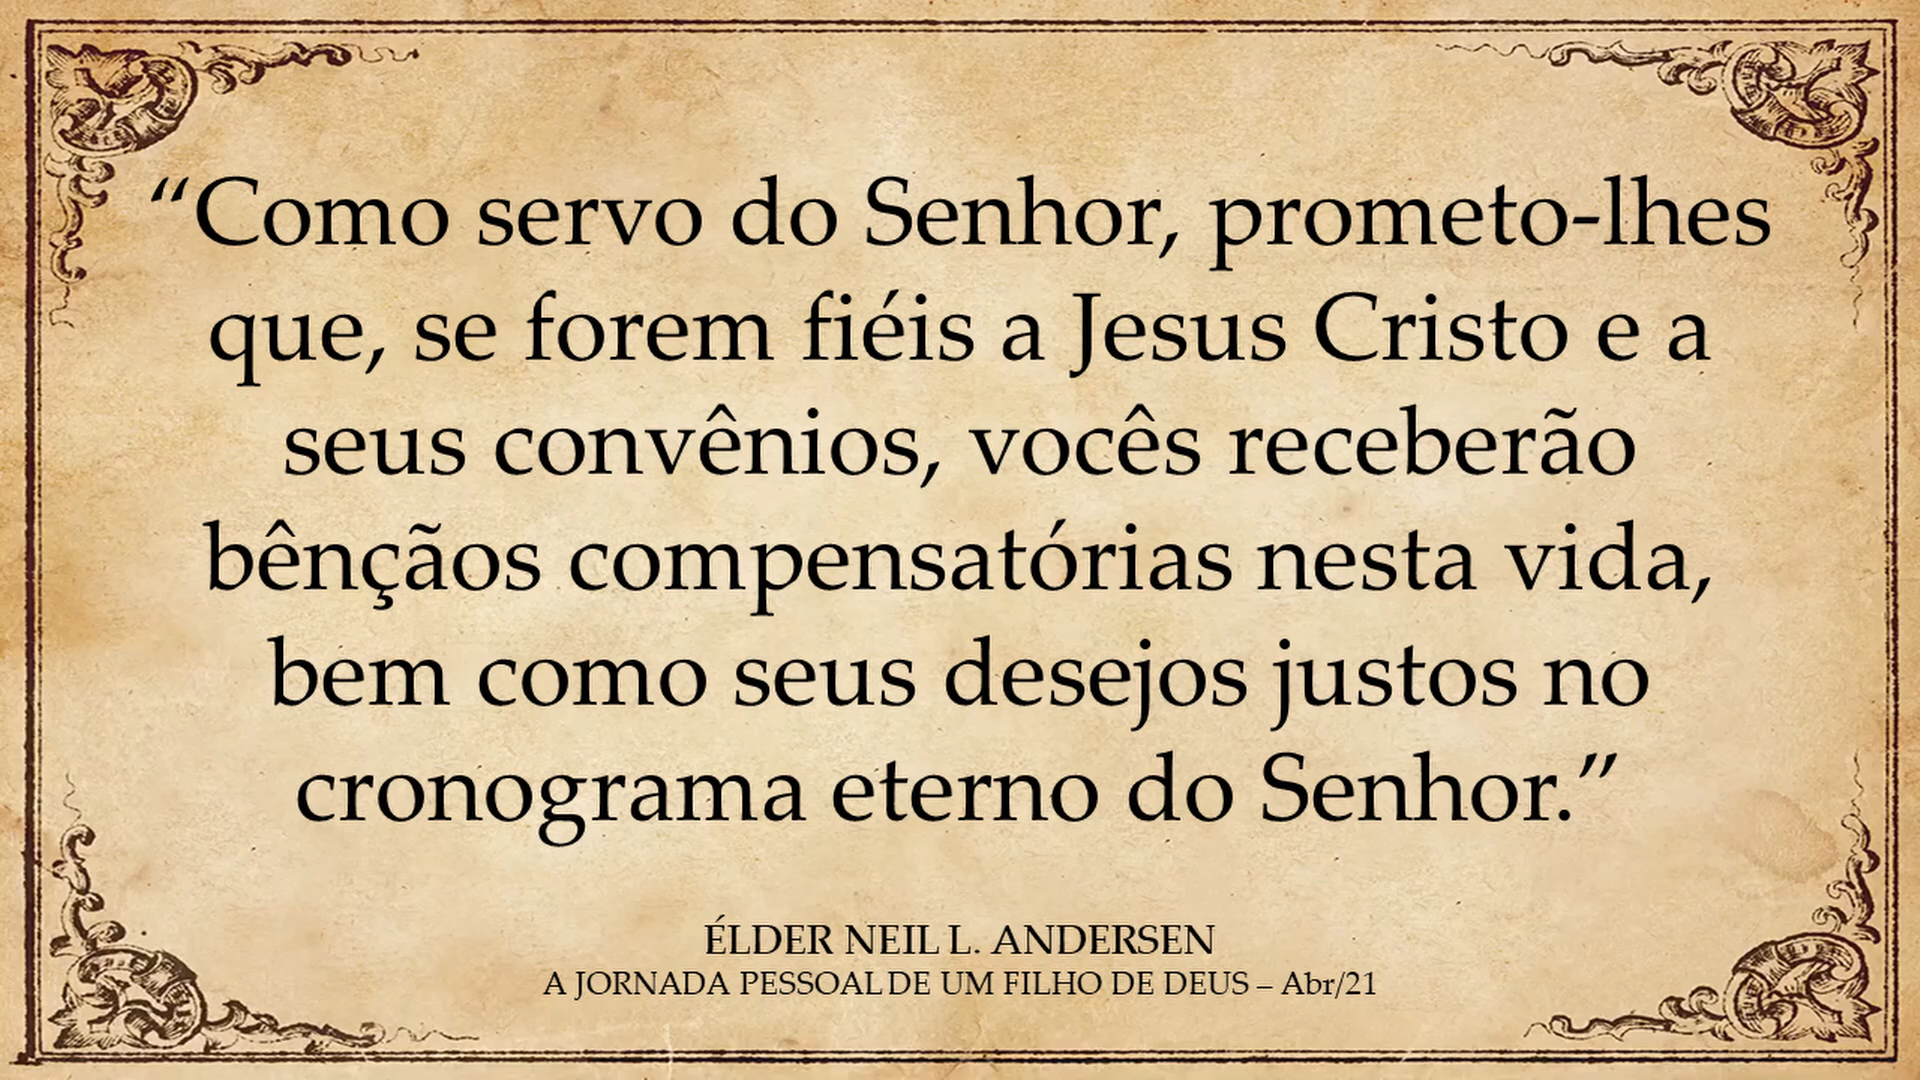 “Como servo do Senhor, prometo-lhes
que, se forem fiéis a Jesus Cristo e a
seus convênios, vocês receberão
bênçãos compensatórias nesta vida,
bem como seus desejos justos no
cronograma eterno do Senhor.”
ÉLDER NEIL L. ANDERSEN
A JORNADA PESSOAL DE UM FILHO DE DEUS – Abr/21